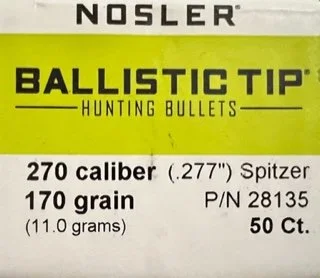 NOSLER®
BALLISTIC TIP®
HUNTING BULLETS
270 caliber (.277") Spitzer
170 grain P/N 28135
(11.0 grams) 50 Ct.